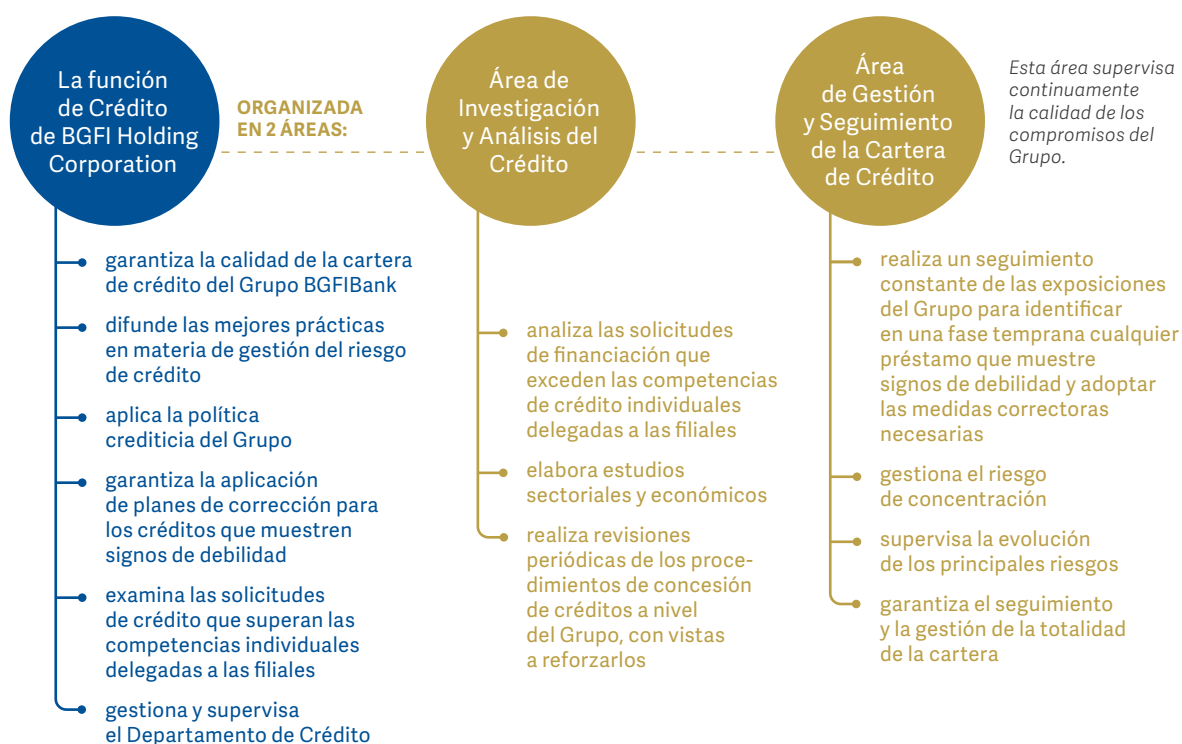 La función
de Crédito
de BGFI Holding
Corporation
ORGANIZADA
EN 2 ÁREAS:
Área de
Investigación
y Análisis del
Crédito
Área
de Gestión
y Seguimiento
de la Cartera
de Crédito
Esta área supervisa
continuamente
la calidad de los
compromisos del
Grupo.
garantiza la calidad de la cartera
de crédito del Grupo BGFIBank
difunde las mejores prácticas
en materia de gestión del riesgo
de crédito
aplica la política
crediticia del Grupo
garantiza la aplicación
de planes de corrección para
los créditos que muestren
signos de debilidad
examina las solicitudes
de crédito que superan las
competencias individuales
delegadas a las filiales
gestiona y supervisa
el Departamento de Crédito
analiza las solicitudes
de financiación que
exceden las competencias
de crédito individuales
delegadas a las filiales
elabora estudios
sectoriales y económicos
realiza revisiones
periódicas de los proce-
dimientos de concesión
de créditos a nivel
del Grupo, con vistas
a reforzarlos
realiza un seguimiento
constante de las exposiciones
del Grupo para identificar
en una fase temprana cualquier
préstamo que muestre
signos de debilidad y adoptar
las medidas correctoras
necesarias
gestiona el riesgo
de concentración
supervisa la evolución
de los principales riesgos
garantiza el seguimiento
y la gestión de la totalidad
de la cartera